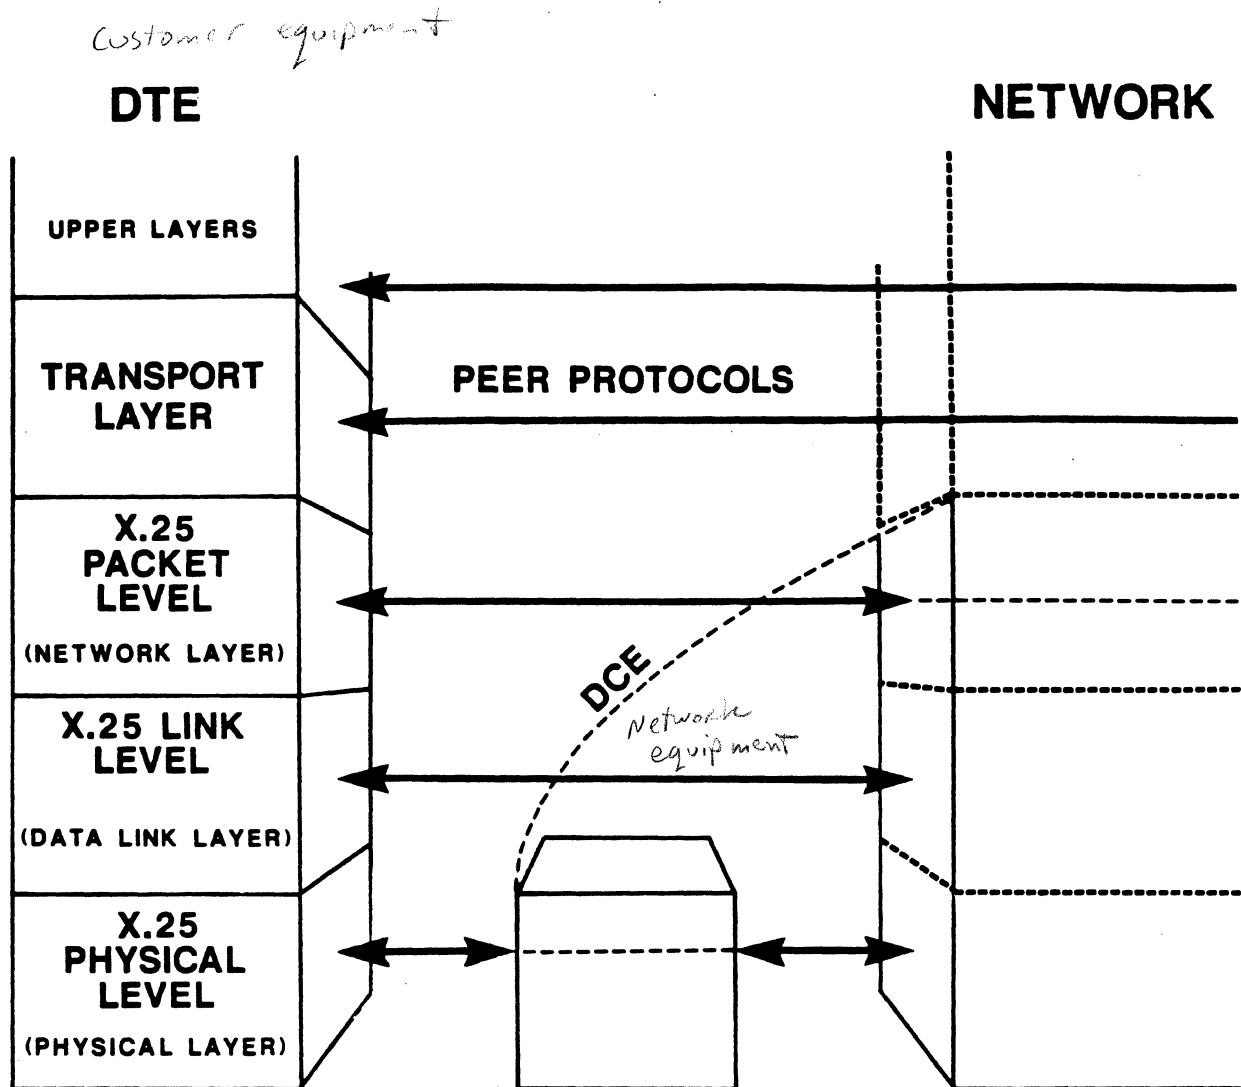 Customer equipment
DTE
NETWORK
UPPER LAYERS
TRANSPORT
LAYER
PEER PROTOCOLS
X.25
PACKET
LEVEL
(NETWORK LAYER)
DCE
Network
equipment
X.25 LINK
LEVEL
(DATA LINK LAYER)
X.25
PHYSICAL
LEVEL
(PHYSICAL LAYER)